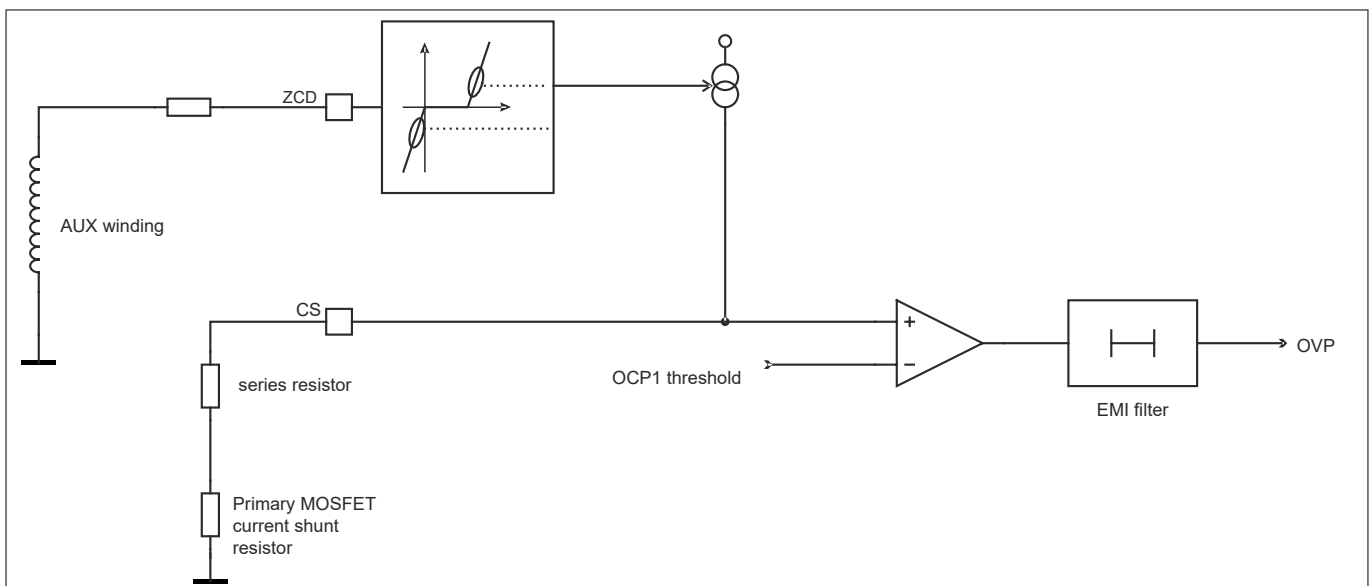 ZCD
AUX winding
CS
+
−
OCP1 threshold
OVP
series resistor
EMI filter
Primary MOSFET
current shunt
resistor